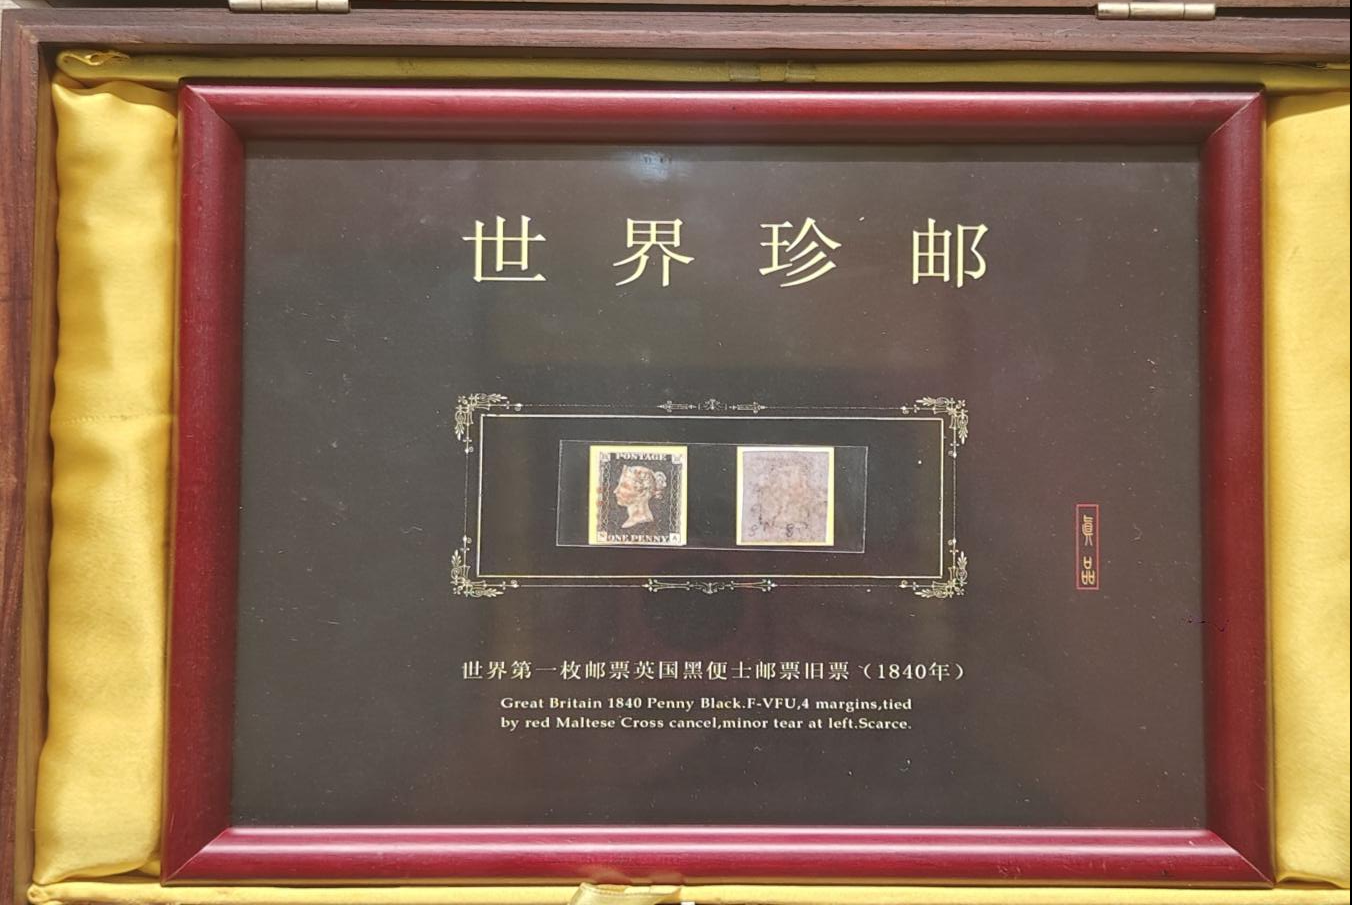 世界珍邮
POSTAGE
ONE PENNY
真品
世界第一枚邮票英国黑便士邮票旧票（1840年）
Great Britain 1840 Penny Black.F-VFU,4 margins,tied
by red Maltese Cross cancel,minor tear at left.Scarce.